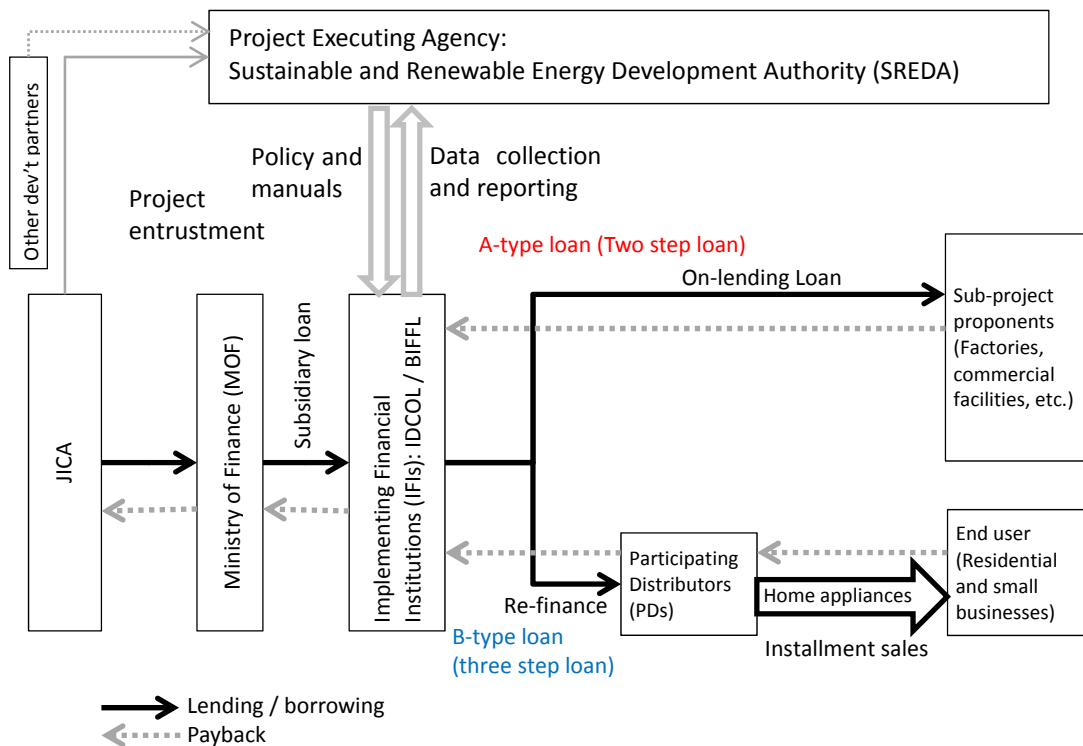 Project Executing Agency:
Sustainable and Renewable Energy Development Authority (SREDA)
Other dev't partners
Policy and
manuals
Data collection
and reporting
Project
entrustment
A-type loan (Two step loan)
On-lending Loan
Sub-project
proponents
(Factories,
commercial
facilities, etc.)
JICA
Ministry of Finance (MOF)
Subsidiary loan
Implementing Financial
Institutions (IFIs): IDCOL / BIFFL
Participating
Distributors
(PDs)
Re-finance
B-type loan
(three step loan)
Home appliances
Installment sales
End user
(Residential
and small
businesses)
Lending / borrowing
Payback